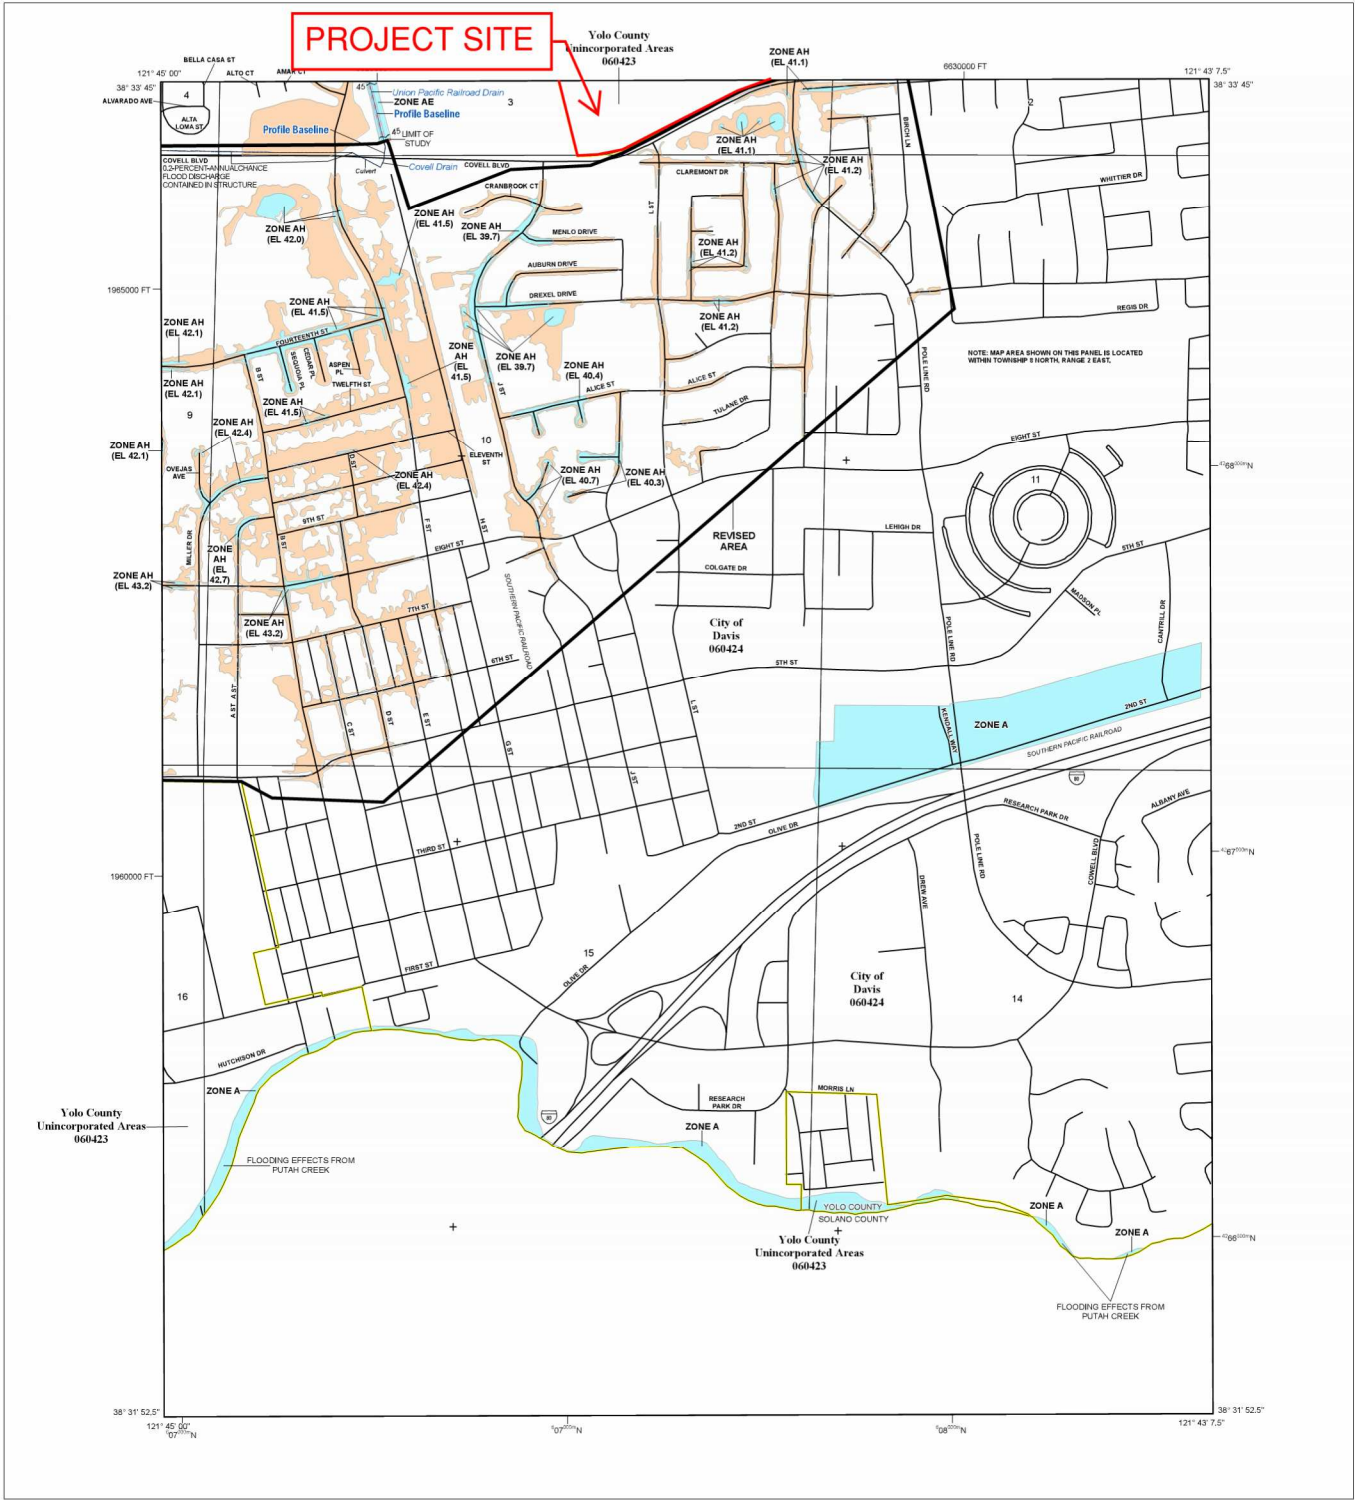 PROJECT SITE
Yolo County
Unincorporated Areas
060423
ZONE AH
(EL 41.1)
6630000 FT
121° 43' 7.5"
38° 33' 45"
BELLA CASA ST
121° 45' 00"
38° 33' 45"
ALTO CT
AMAR CT
ALVARADO AVE
4
ALTA
LOMA ST
45
Union Pacific Railroad Drain
ZONE AE
Profile Baseline
3
2
Profile Baseline
45
LIMIT OF
STUDY
COVELL BLVD
0.2-PERCENT-ANNUALCHANCE
FLOOD DISCHARGE
CONTAINED IN STRUCTURE
Culvert
Covell Drain
COVELL BLVD
ZONE AH
(EL 41.1)
ZONE AH
(EL 41.2)
BIRCH LN
CLAREMONT DR
WHITTIER DR
CRANBROOK CT
L ST
ZONE AH
(EL 42.0)
ZONE AH
(EL 41.5)
ZONE AH
(EL 39.7)
MENLO DRIVE
ZONE AH
(EL 41.2)
AUBURN DRIVE
1965000 FT
DREXEL DRIVE
REGIS DR
ZONE AH
(EL 41.5)
ZONE AH
(EL 41.2)
ZONE AH
(EL 42.1)
FOURTEENTH ST
SEQUOIA PL
CEDAR PL
ASPEN
PL
TWELFTH ST
B ST
ZONE
AH
(EL
41.5)
ZONE AH
(EL 39.7)
ZONE AH
(EL 40.4)
NOTE: MAP AREA SHOWN ON THIS PANEL IS LOCATED
WITHIN TOWNSHIP 8 NORTH, RANGE 2 EAST.
POLE LINE RD
ZONE AH
(EL 42.1)
J ST
ALICE ST
ALICE ST
ZONE AH
(EL 41.5)
TULANE DR
9
ZONE AH
(EL 42.4)
ZONE AH
(EL 42.1)
10
ELEVENTH
ST
EIGHT ST
OVEJAS
AVE
D ST
ZONE AH
(EL 42.4)
ZONE AH
(EL 40.7)
ZONE AH
(EL 40.3)
11
9TH ST
F ST
H ST
B ST
MILLER DR
LEHIGH DR
REVISED
AREA
ZONE
AH
(EL
42.7)
EIGHT ST
5TH ST
ZONE AH
(EL 43.2)
COLGATE DR
SOUTHERN PACIFIC RAILROAD
MADSON PL
7TH ST
CANTRILL DR
ZONE AH
(EL 43.2)
City of
Davis
060424
POLE LINE RD
6TH ST
5TH ST
A ST
A ST
C ST
D ST
E ST
G ST
L ST
J ST
KENDALL WAY
ZONE A
2ND ST
SOUTHERN PACIFIC RAILROAD
80
RESEARCH PARK DR
ALBANY AVE
2ND ST
OLIVE DR
THIRD ST
POLE LINE RD
COWELL BLVD
1960000 FT
DREW AVE
15
FIRST ST
OLIVE DR
16
City of
Davis
060424
14
HUTCHISON DR
ZONE A
MORRIS LN
RESEARCH
PARK DR
80
ZONE A
Yolo County
Unincorporated Areas
060423
FLOODING EFFECTS FROM
PUTAH CREEK
YOLO COUNTY
SOLANO COUNTY
ZONE A
ZONE A
Yolo County
Unincorporated Areas
060423
FLOODING EFFECTS FROM
PUTAH CREEK
38° 31' 52.5"
121° 45' 00"
38° 31' 52.5"
121° 43' 7.5"